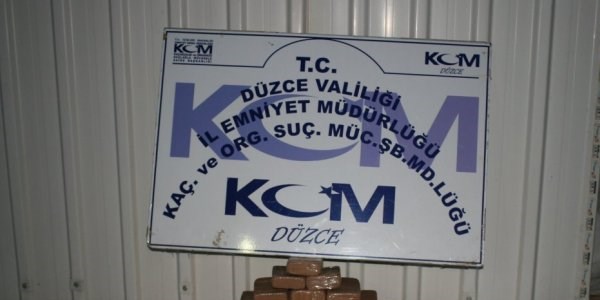 KOM
KOM
DÜZCE
T.C.
DÜZCE VALİLİĞİ
İL EMNİYET MÜDÜRLÜĞÜ
KAÇ. ve ORG. SUÇ. MÜC.ŞB.MD.LÜĞÜ
KOM
KOM
DÜZCE